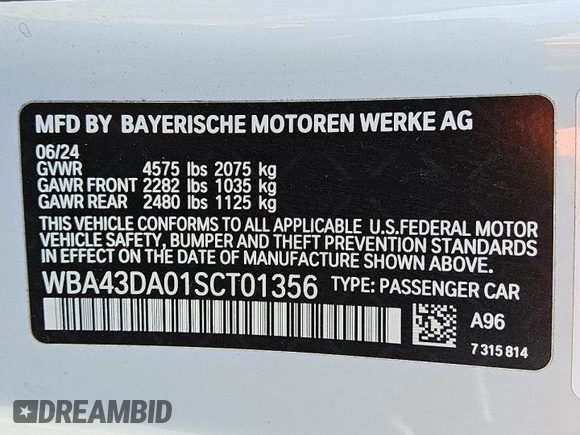 MFD BY BAYERISCHE MOTOREN WERKE AG
06/24
GVWR 4575 lbs 2075 kg
GAWR FRONT 2282 lbs 1035 kg
GAWR REAR 2480 lbs 1125 kg
THIS VEHICLE CONFORMS TO ALL APPLICABLE U.S.FEDERAL MOTOR
VEHICLE SAFETY, BUMPER AND THEFT PREVENTION STANDARDS
IN EFFECT ON THE DATE OF MANUFACTURE SHOWN ABOVE.
WBA43DA01SCT01356 TYPE: PASSENGER CAR
A96
7 315 814
DREAMBID